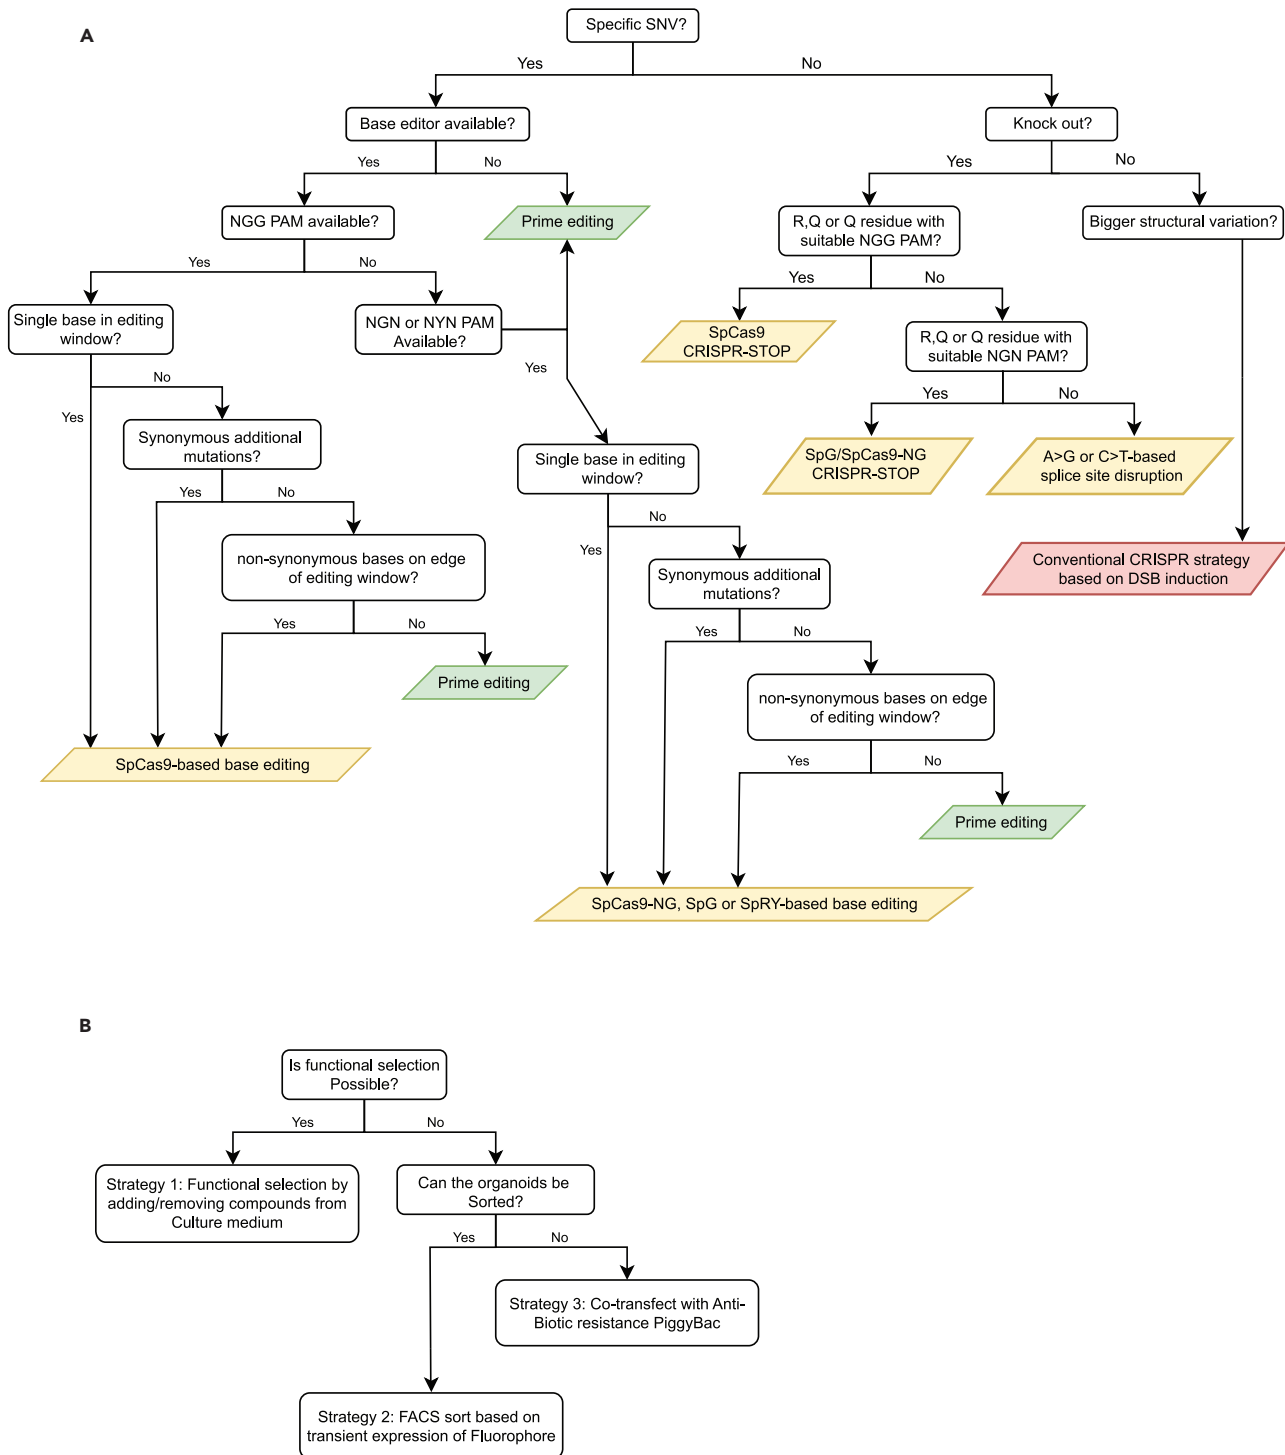 A
Specific SNV?
Yes
No
Base editor available?
Knock out?
Yes
No
Yes
No
NGG PAM available?
Prime editing
R,Q or Q residue with
suitable NGG PAM?
Bigger structural variation?
Yes
No
Yes
No
Single base in editing
window?
NGN or NYN PAM
Available?
SpCas9
CRISPR-STOP
R,Q or Q residue with
suitable NGN PAM?
No
Yes
Yes
Yes
No
Synonymous additional
mutations?
Single base in editing
window?
SpG/SpCas9-NG
CRISPR-STOP
A>G or C>T-based
splice site disruption
Yes
No
No
Yes
non-synonymous bases on edge
of editing window?
Synonymous additional
mutations?
Conventional CRISPR strategy
based on DSB induction
Yes
No
Yes
No
Prime editing
non-synonymous bases on edge
of editing window?
SpCas9-based base editing
Yes
No
Prime editing
SpCas9-NG, SpG or SpRY-based base editing
B
Is functional selection
Possible?
Yes
No
Strategy 1: Functional selection by
adding/removing compounds from
Culture medium
Can the organoids be
Sorted?
Yes
No
Strategy 3: Co-transfect with Anti-
Biotic resistance PiggyBac
Strategy 2: FACS sort based on
transient expression of Fluorophore